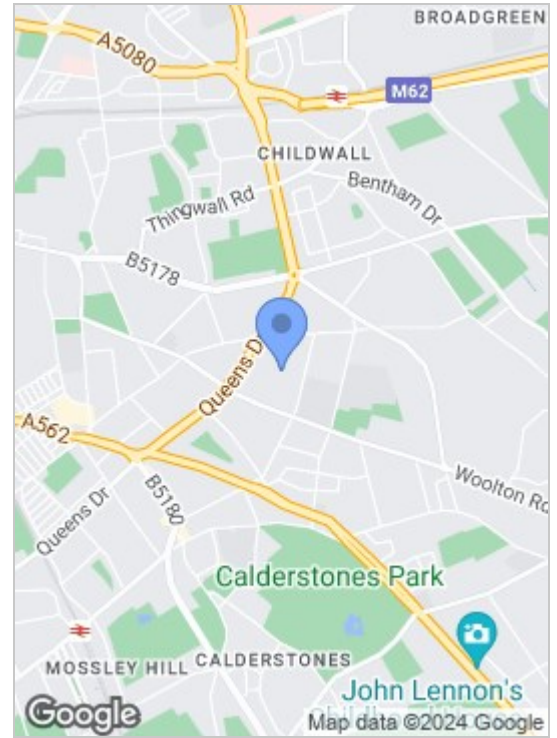 BROADGREEN
A5080
M62
CHILDWALL
Bentham Dr
Thingwall Rd
B5178
Queens D
A562
Woolton Rd
Queens Dr
B5180
Calderstones Park
MOSSLEY HILL
CALDERSTONES
John Lennon's
Google
Map data ©2024 Google